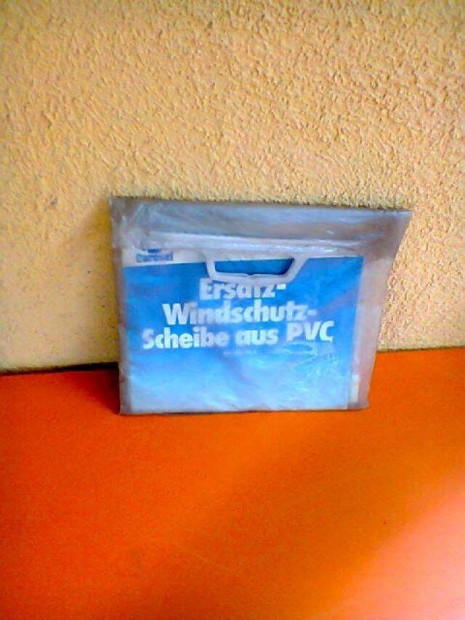 Ersatz-
Windschutz-
Scheibe aus PVC